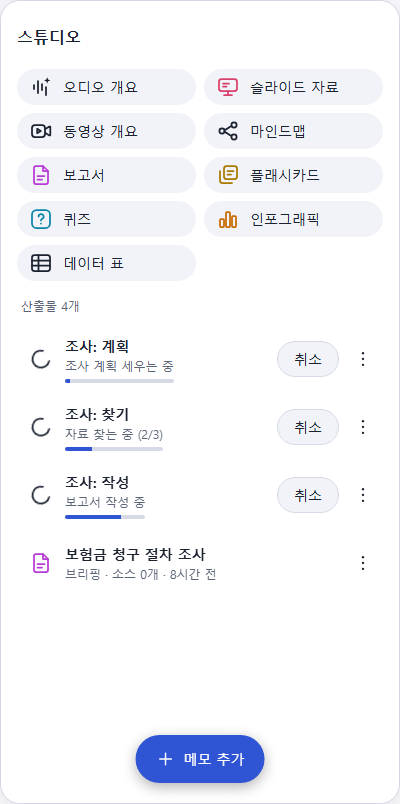 스튜디오
오디오 개요
슬라이드 자료
동영상 개요
마인드맵
보고서
플래시카드
퀴즈
인포그래픽
데이터 표
산출물 4개
조사: 계획
조사 계획 세우는 중
취소
조사: 찾기
자료 찾는 중 (2/3)
취소
조사: 작성
보고서 작성 중
취소
보험금 청구 절차 조사
브리핑 · 소스 0개 · 8시간 전
메모 추가